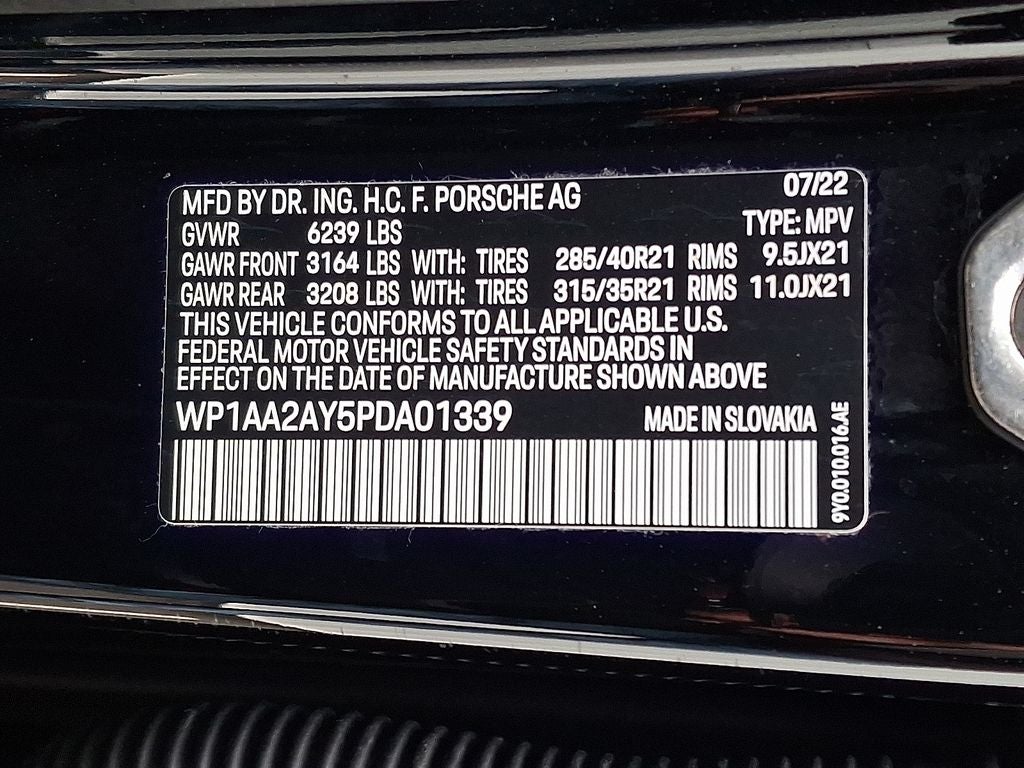 MFD BY DR. ING. H.C. F. PORSCHE AG 07/22
GVWR 6239 LBS TYPE: MPV
GAWR FRONT 3164 LBS WITH: TIRES 285/40R21 RIMS 9.5JX21
GAWR REAR 3208 LBS WITH: TIRES 315/35R21 RIMS 11.0JX21
THIS VEHICLE CONFORMS TO ALL APPLICABLE U.S.
FEDERAL MOTOR VEHICLE SAFETY STANDARDS IN
EFFECT ON THE DATE OF MANUFACTURE SHOWN ABOVE
WP1AA2AY5PDA01339 MADE IN SLOVAKIA
9Y0.010.016.AE